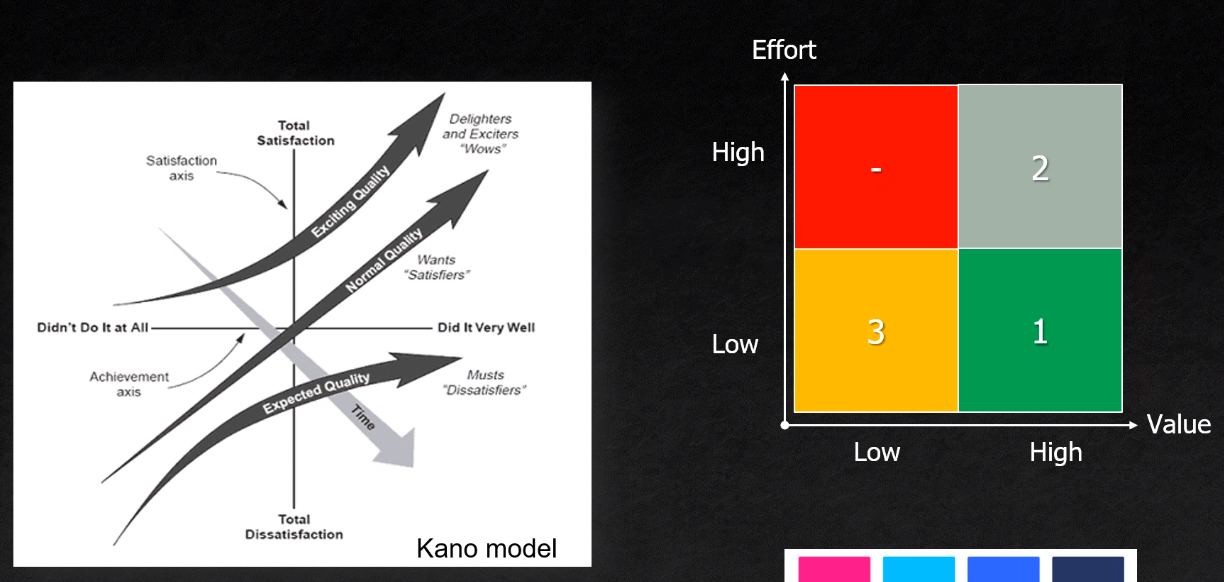 Total
Satisfaction
Satisfaction
axis
Delighters
and Exciters
"Wows"
Exciting Quality
Normal Quality
Wants
"Satisfiers"
Didn't Do It at All
Did It Very Well
Achievement
axis
Expected Quality
Musts
"Dissatisfiers"
Time
Total
Dissatisfaction
Kano model
Effort
High
-
2
Low
3
1
Value
Low
High